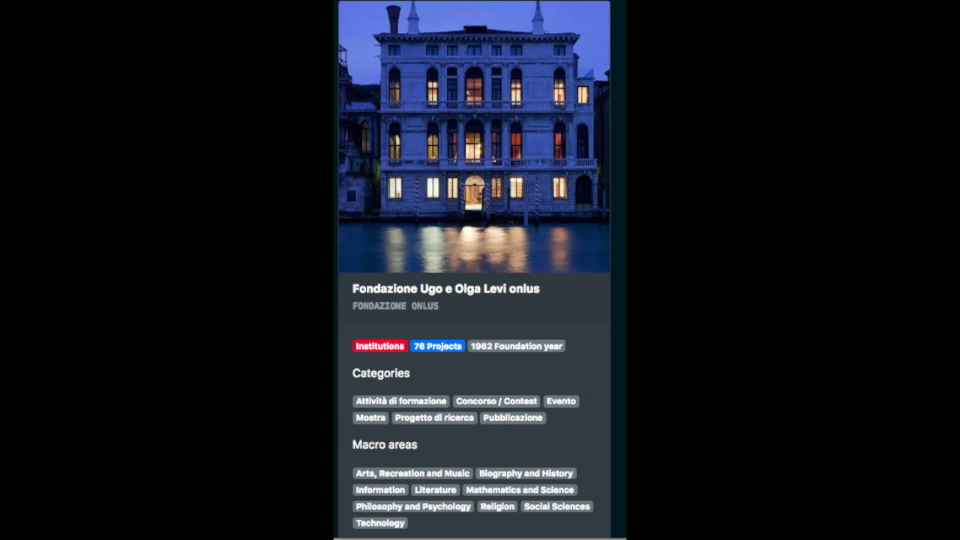 Fondazione Ugo e Olga Levi onlus
FONDAZIONE ONLUS
Institutions 76 Projects 1962 Foundation year
Categories
Attività di formazione Concorso / Contest Evento
Mostra Progetto di ricerca Pubblicazione
Macro areas
Arts, Recreation and Music Biography and History
Information Literature Mathematics and Science
Philosophy and Psychology Religion Social Sciences
Technology